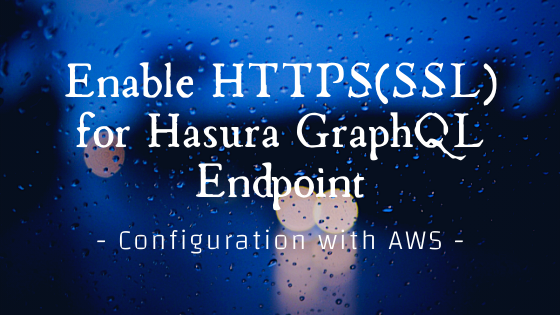 Enable HTTPS(SSL)
for Hasura GraphQL
Endpoint
- Configuration with AWS -